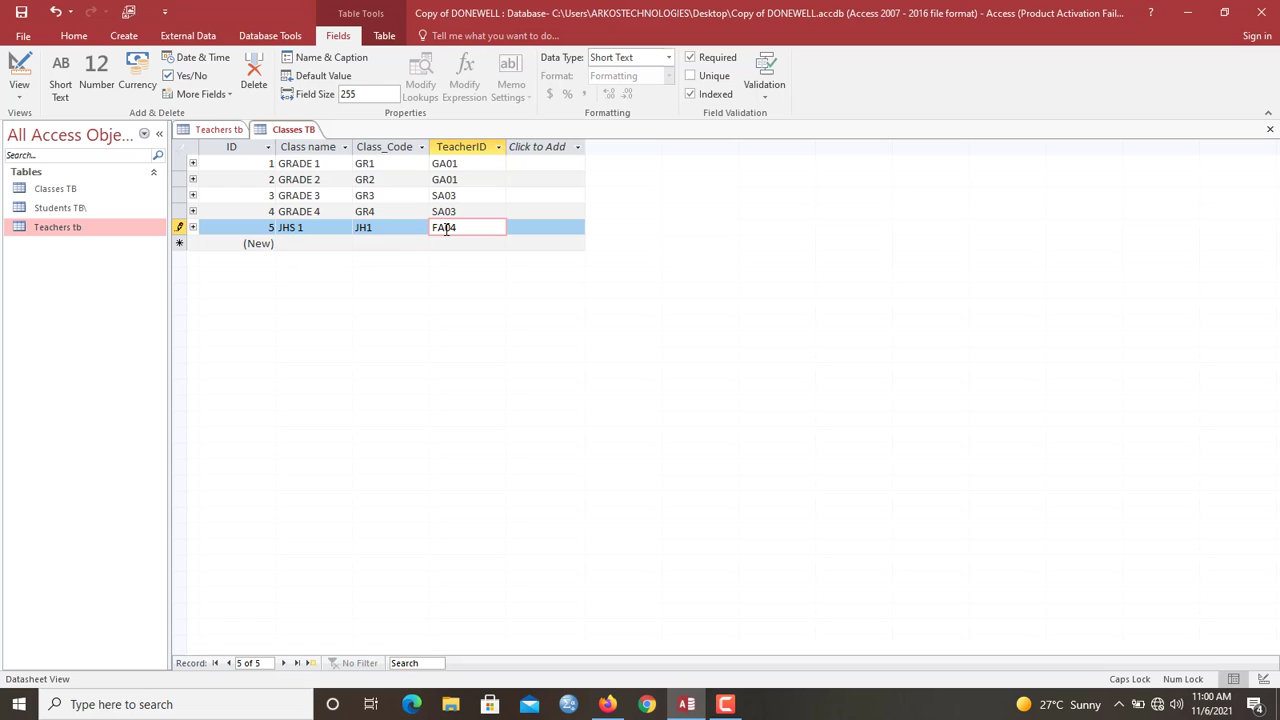 Table Tools
Copy of DONEWELL : Database- C:\Users\ARKOSTECHNOLOGIES\Desktop\Copy of DONEWELL.accdb (Access 2007 - 2016 file format) - Access (Product Activation Fail...
?
File Home Create External Data Database Tools Fields Table Tell me what you want to do... Sign in
View
AB Short Text
12 Number
Currency
Date & Time
Yes/No
More Fields
Delete
Name & Caption
Default Value
Field Size 255
Modify Lookups
fx Modify Expression
ab Memo Settings
Data Type: Short Text
Format: Formatting
$ % , .00 .00
Required
Unique
Indexed
Validation
Views Add & Delete Properties Formatting Field Validation
All Access Obje... «
Search...
Tables
Classes TB
Students TB\
Teachers tb
Teachers tb Classes TB
ID Class name Class_Code TeacherID Click to Add
1 GRADE 1 GR1 GA01
2 GRADE 2 GR2 GA01
3 GRADE 3 GR3 SA03
4 GRADE 4 GR4 SA03
5 JHS 1 JH1 FA04
(New)
Record: 5 of 5 No Filter Search
Datasheet View Caps Lock Num Lock
Type here to search
27°C Sunny
11:00 AM
11/6/2021
4